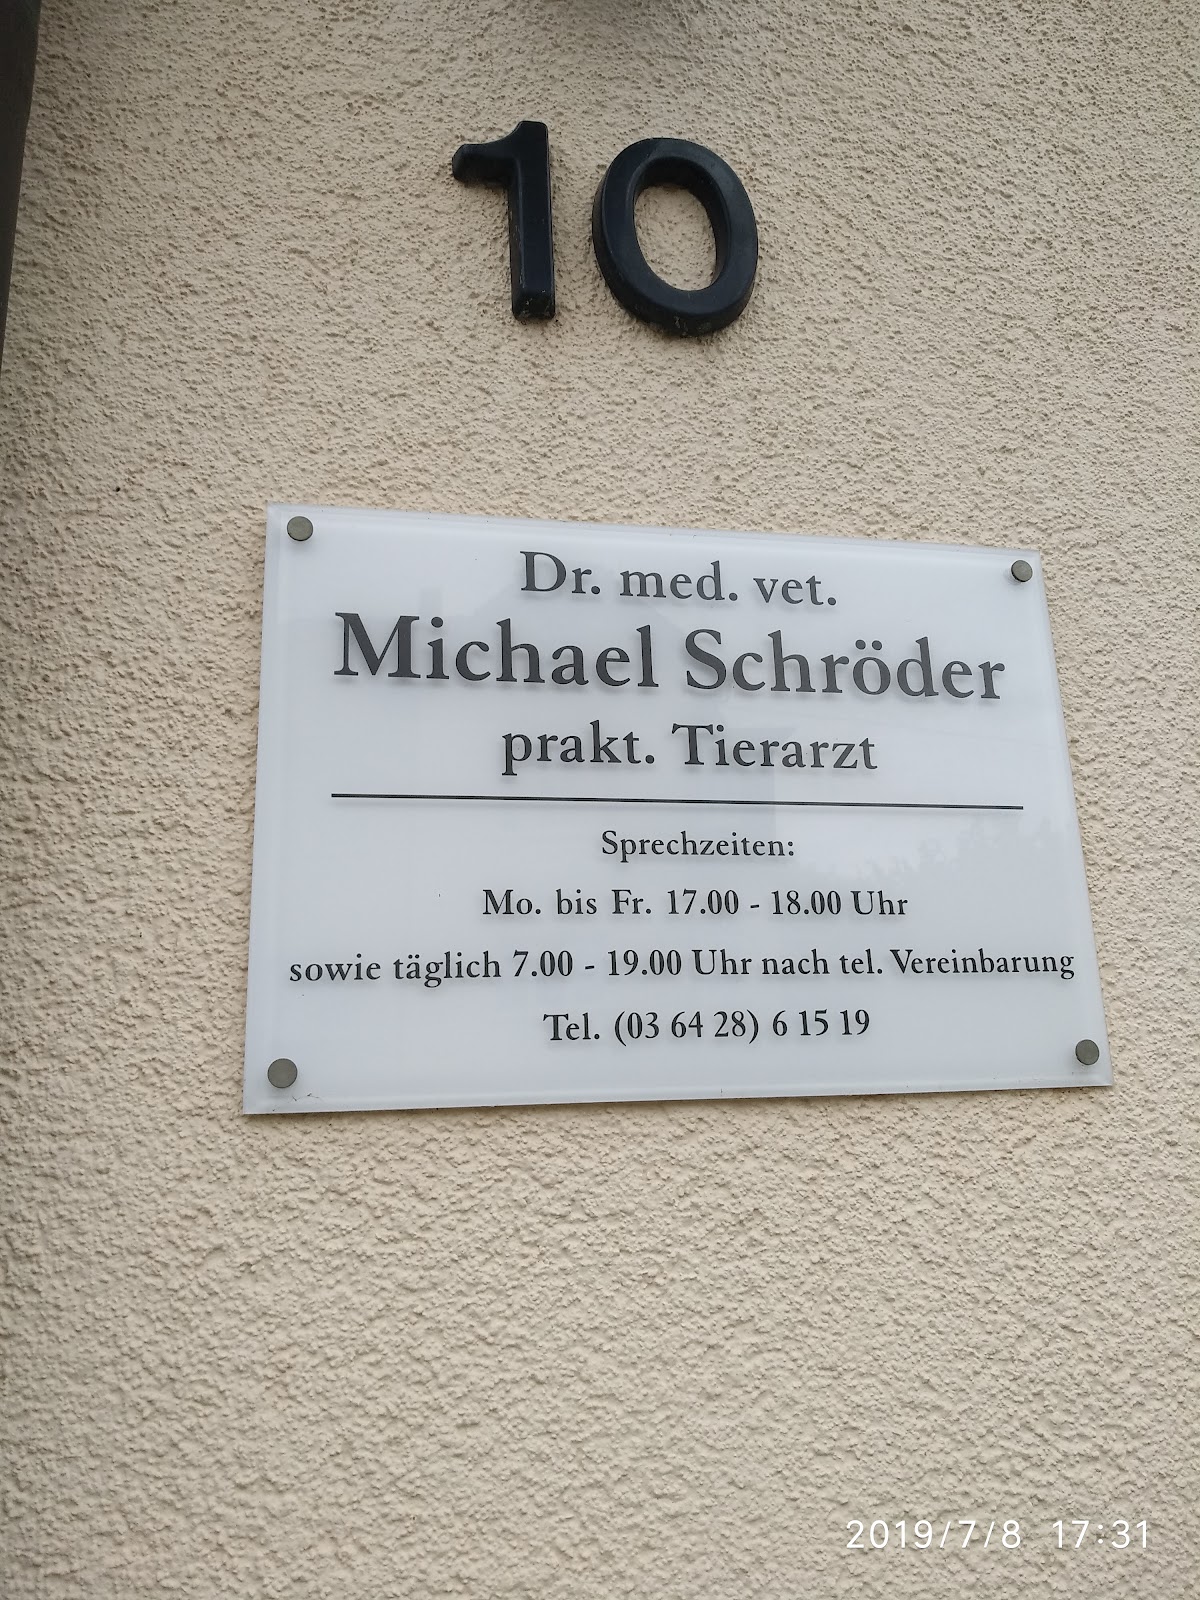 10
Dr. med. vet.
Michael Schröder
prakt. Tierarzt
Sprechzeiten:
Mo. bis Fr. 17.00 - 18.00 Uhr
sowie täglich 7.00 - 19.00 Uhr nach tel. Vereinbarung
Tel. (03 64 28) 6 15 19
2019/7/8 17:31